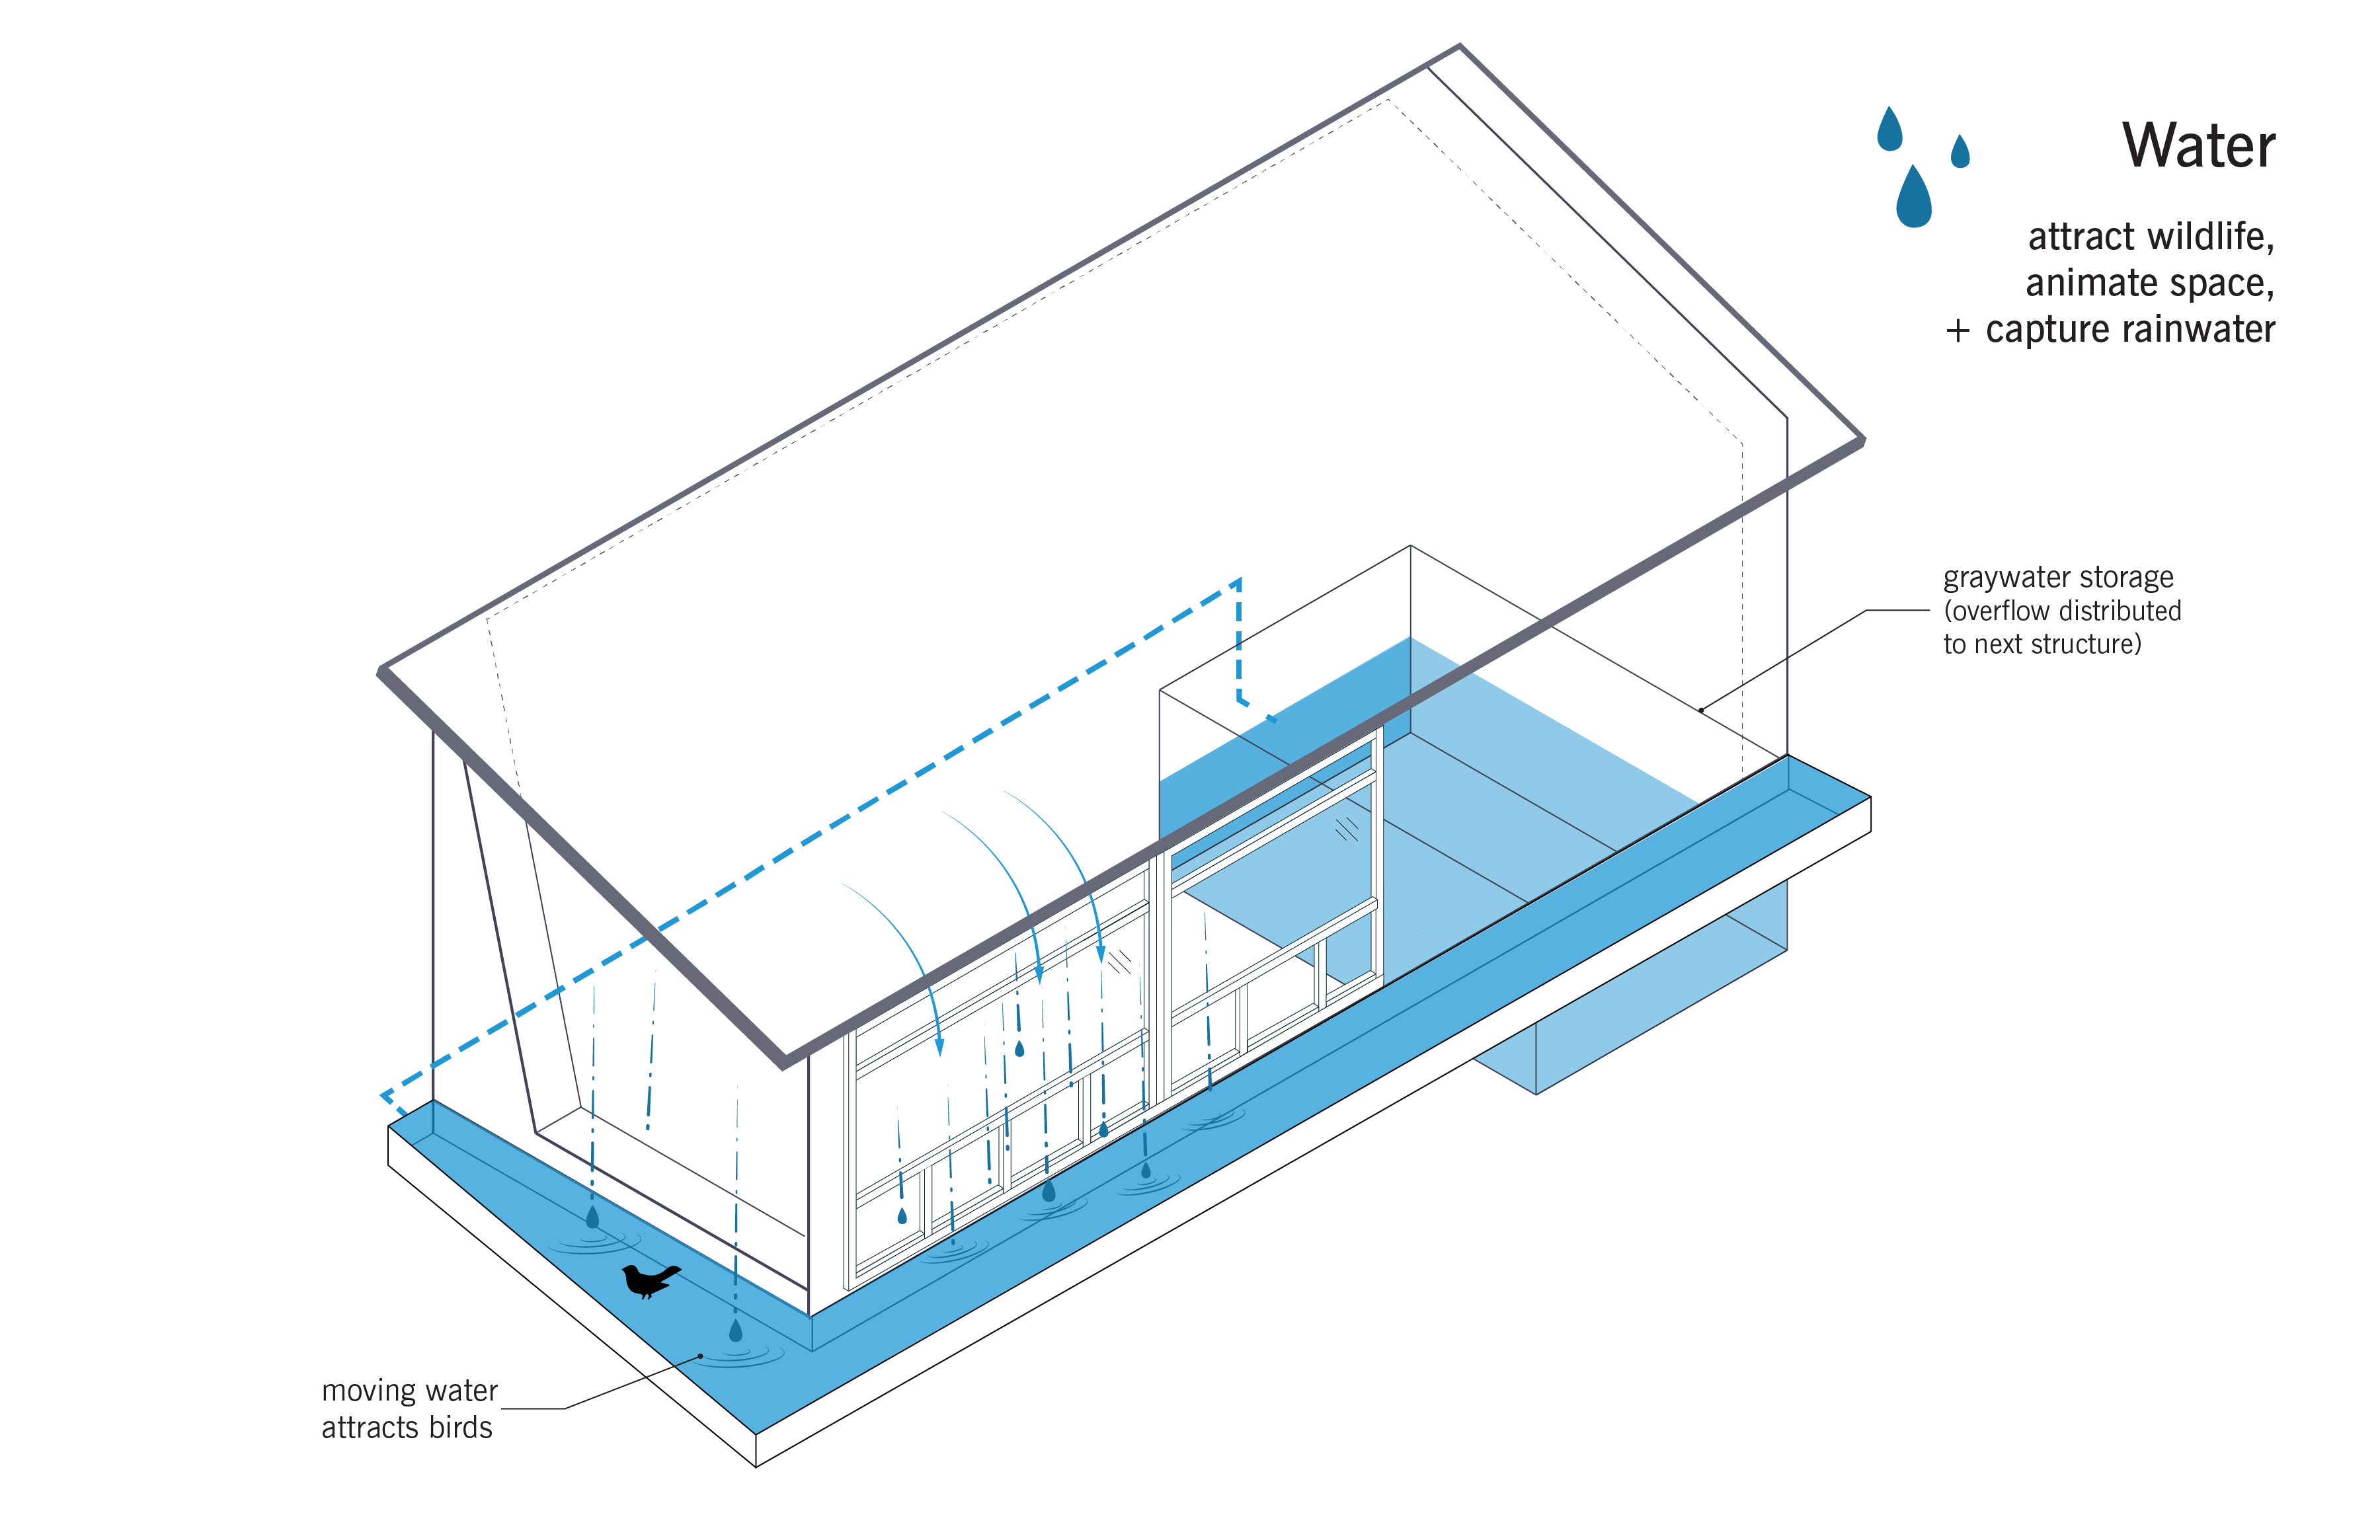 Water
attract wildlife,
animate space,
+ capture rainwater
graywater storage
(overflow distributed
to next structure)
moving water
attracts birds